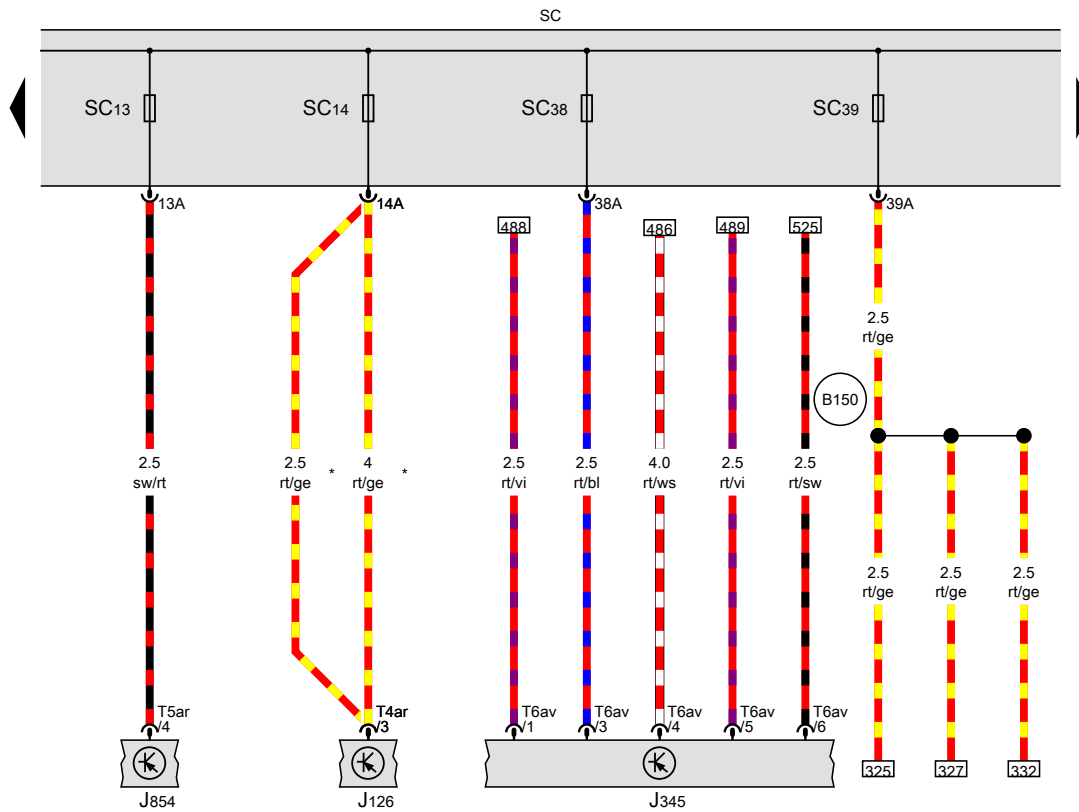 SC
SC13
SC14
SC38
SC39
13A
14A
38A
39A
488
486
489
525
2.5
rt/ge
B150
2.5
sw/rt
2.5
rt/ge
*
4
rt/ge
*
2.5
rt/vi
2.5
rt/bl
4.0
rt/ws
2.5
rt/vi
2.5
rt/sw
2.5
rt/ge
2.5
rt/ge
2.5
rt/ge
T5ar
/4
T4ar
/3
T6av
/1
T6av
/3
T6av
/4
T6av
/5
T6av
/6
325
327
332
J854
J126
J345